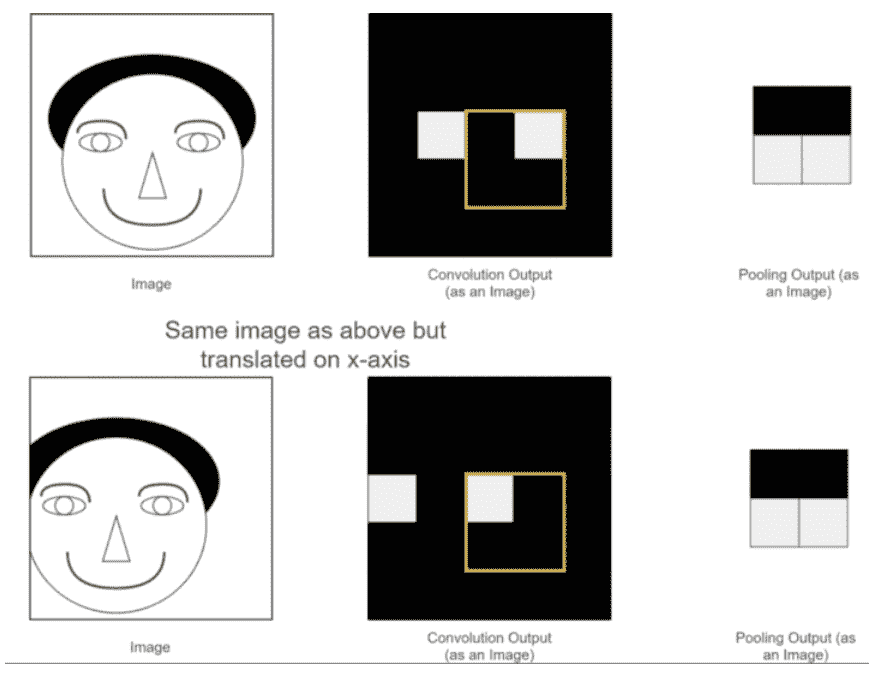 Image
Convolution Output
(as an Image)
Pooling Output (as
an Image)
Same image as above but
translated on x-axis
Image
Convolution Output
(as an Image)
Pooling Output (as
an Image)